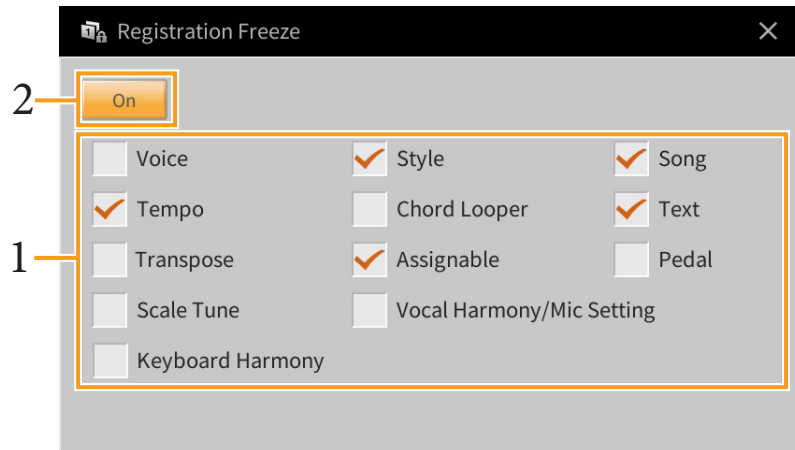 Registration Freeze
2
On
Voice Style Song
Tempo Chord Looper Text
1
Transpose Assignable Pedal
Scale Tune Vocal Harmony/Mic Setting
Keyboard Harmony